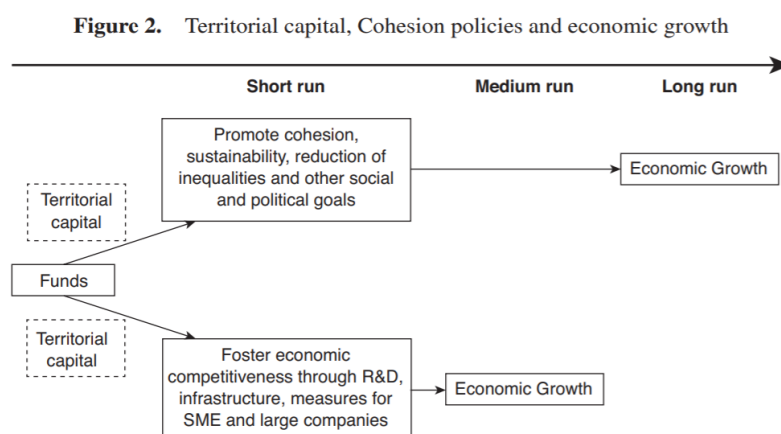 Figure 2. Territorial capital, Cohesion policies and economic growth
Short run
Medium run
Long run
Promote cohesion,
sustainability, reduction of
inequalities and other social
and political goals
Economic Growth
Territorial
capital
Funds
Territorial
capital
Foster economic
competitiveness through R&D,
infrastructure, measures for
SME and large companies
Economic Growth